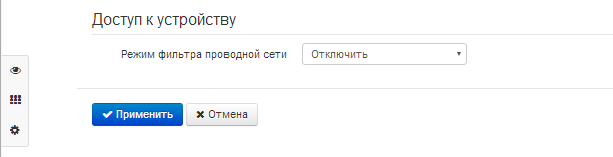 Доступ к устройству
Режим фильтра проводной сети Отключить
Применить Отмена